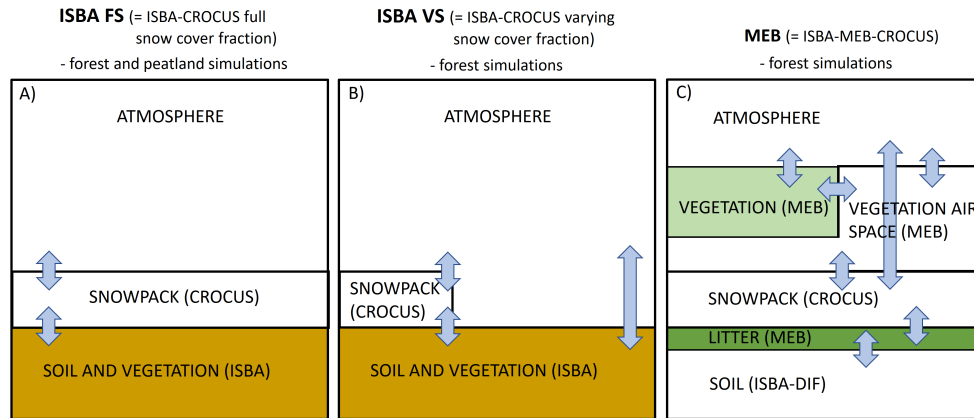 ISBA FS (= ISBA-CROCUS full
snow cover fraction)
- forest and peatland simulations
ISBA VS (= ISBA-CROCUS varying
snow cover fraction)
- forest simulations
MEB (= ISBA-MEB-CROCUS)
- forest simulations
A)
ATMOSPHERE
SNOWPACK (CROCUS)
SOIL AND VEGETATION (ISBA)
B)
ATMOSPHERE
SNOWPACK
(CROCUS)
SOIL AND VEGETATION (ISBA)
C)
ATMOSPHERE
VEGETATION (MEB)
VEGETATION AIR
SPACE (MEB)
SNOWPACK (CROCUS)
LITTER (MEB)
SOIL (ISBA-DIF)